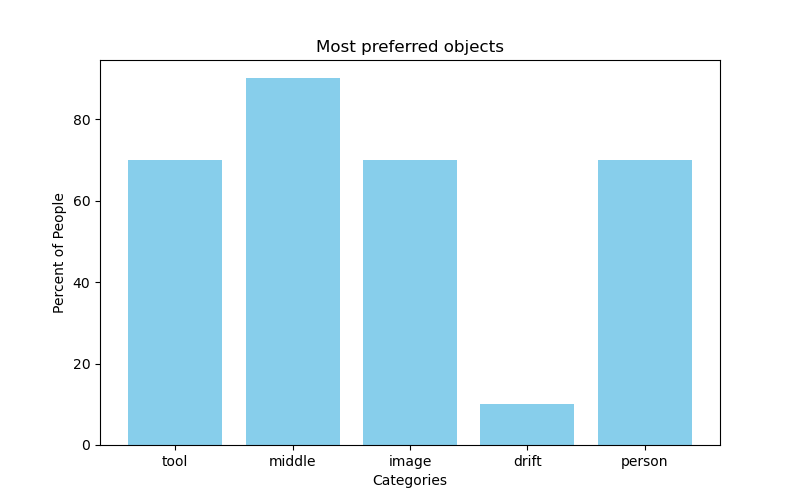 Most preferred objects
80
60
40
20
0
Percent of People
tool middle image drift person
Categories